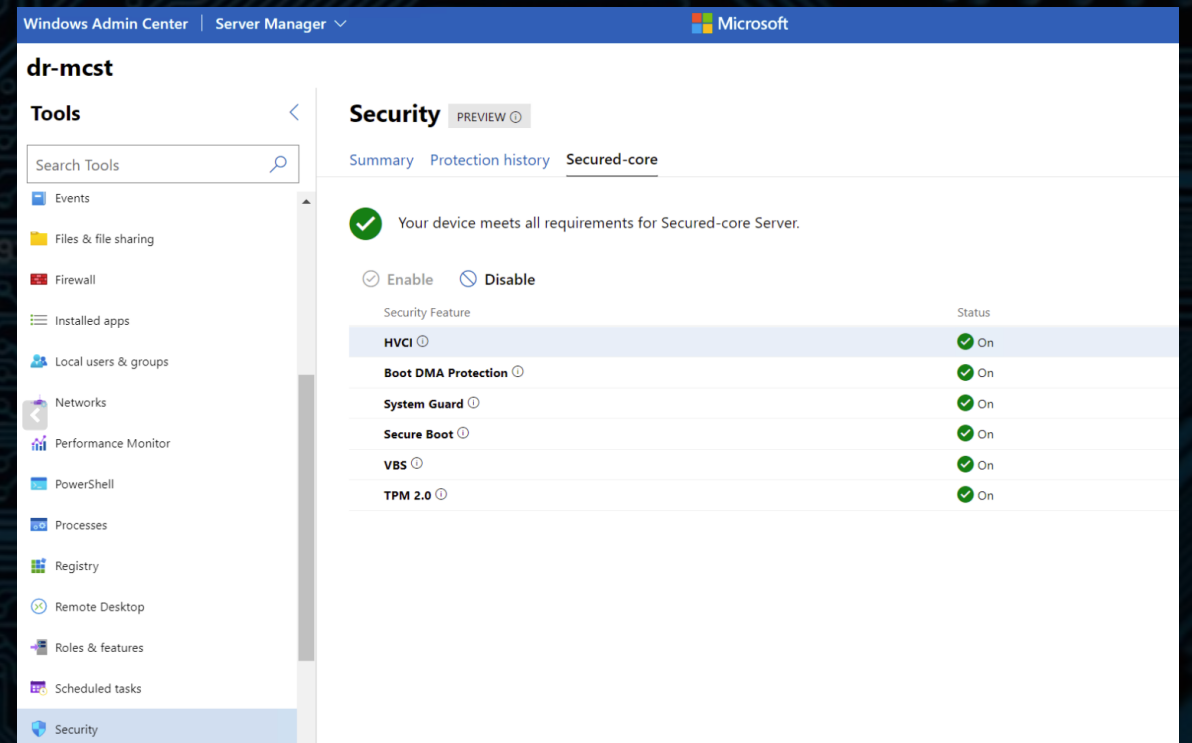 Windows Admin Center | Server Manager
Microsoft
dr-mcst
Tools
Search Tools
Events
Files & file sharing
Firewall
Installed apps
Local users & groups
Networks
Performance Monitor
PowerShell
Processes
Registry
Remote Desktop
Roles & features
Scheduled tasks
Security
Security PREVIEW
Summary Protection history Secured-core
Your device meets all requirements for Secured-core Server.
Enable Disable
Security Feature Status
HVCI On
Boot DMA Protection On
System Guard On
Secure Boot On
VBS On
TPM 2.0 On